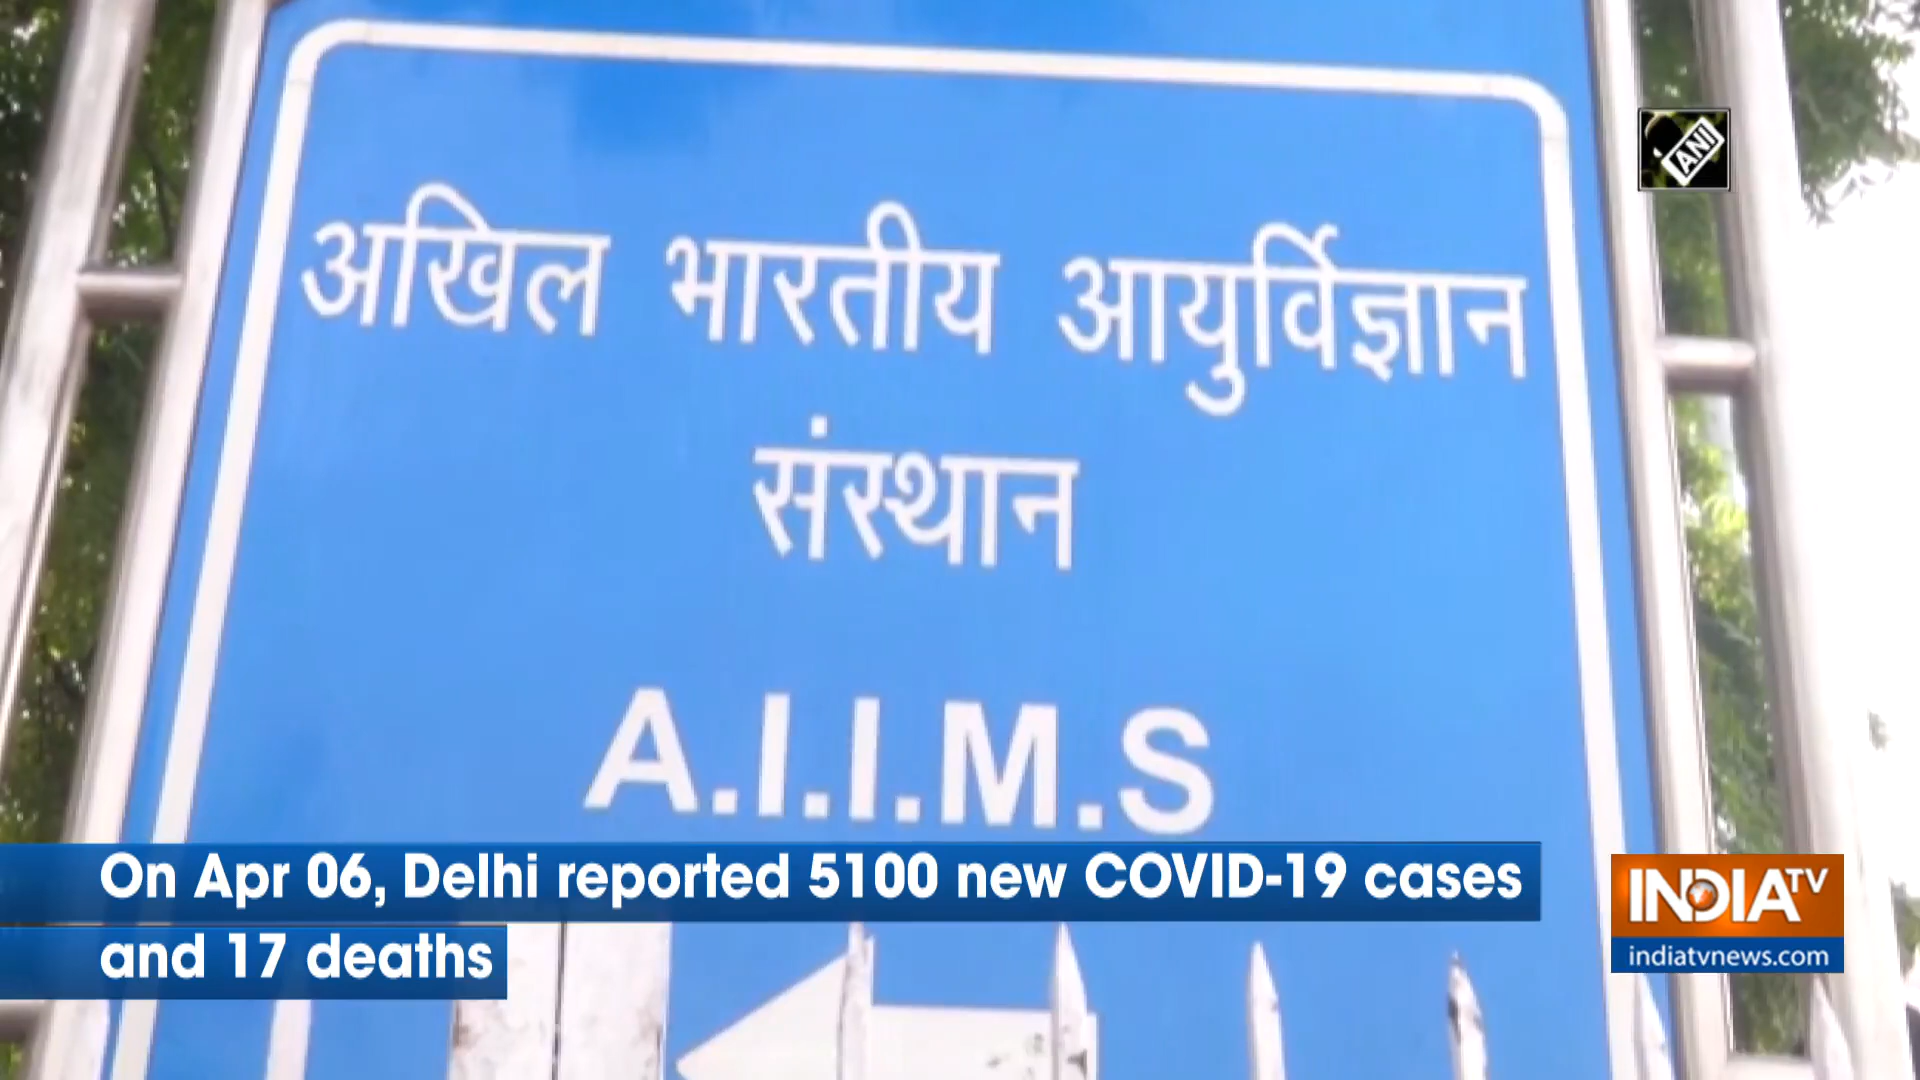 ANI
अखिल भारतीय आयुर्विज्ञान
संस्थान
A.I.I.M.S
On Apr 06, Delhi reported 5100 new COVID-19 cases
and 17 deaths
INDIA TV
indiatvnews.com